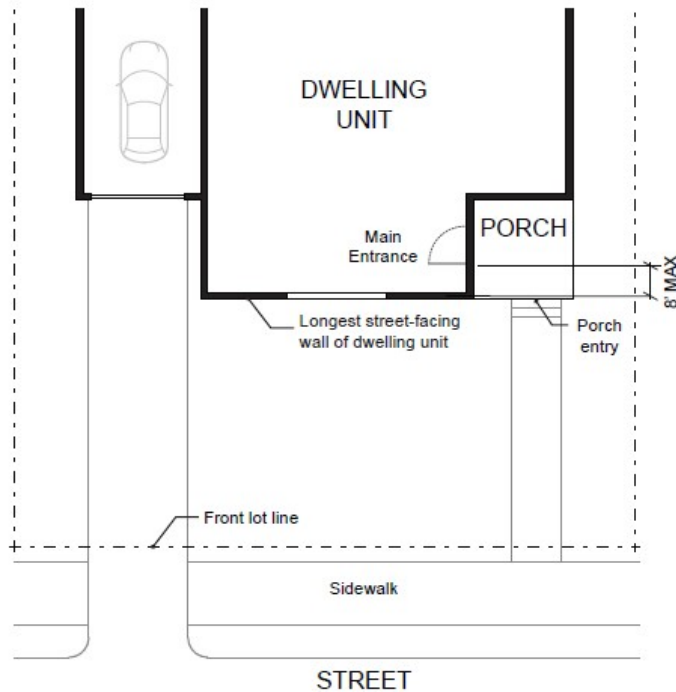 DWELLING
UNIT
Main
Entrance
PORCH
8' MAX
Longest street-facing
wall of dwelling unit
Porch
entry
Front lot line
Sidewalk
STREET